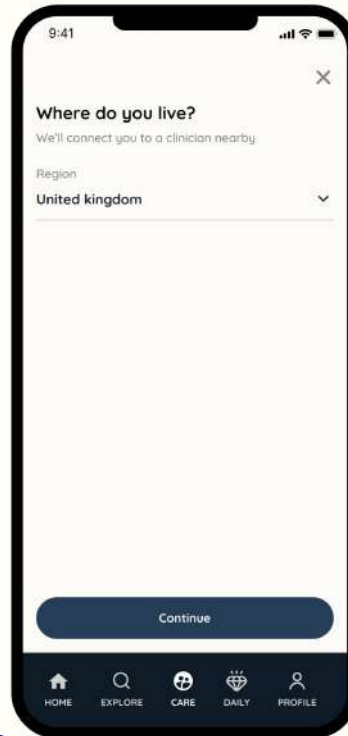 9:41
Where do you live?
We'll connect you to a clinician nearby
Region
United kingdom
Continue
HOME EXPLORE CARE DAILY PROFILE